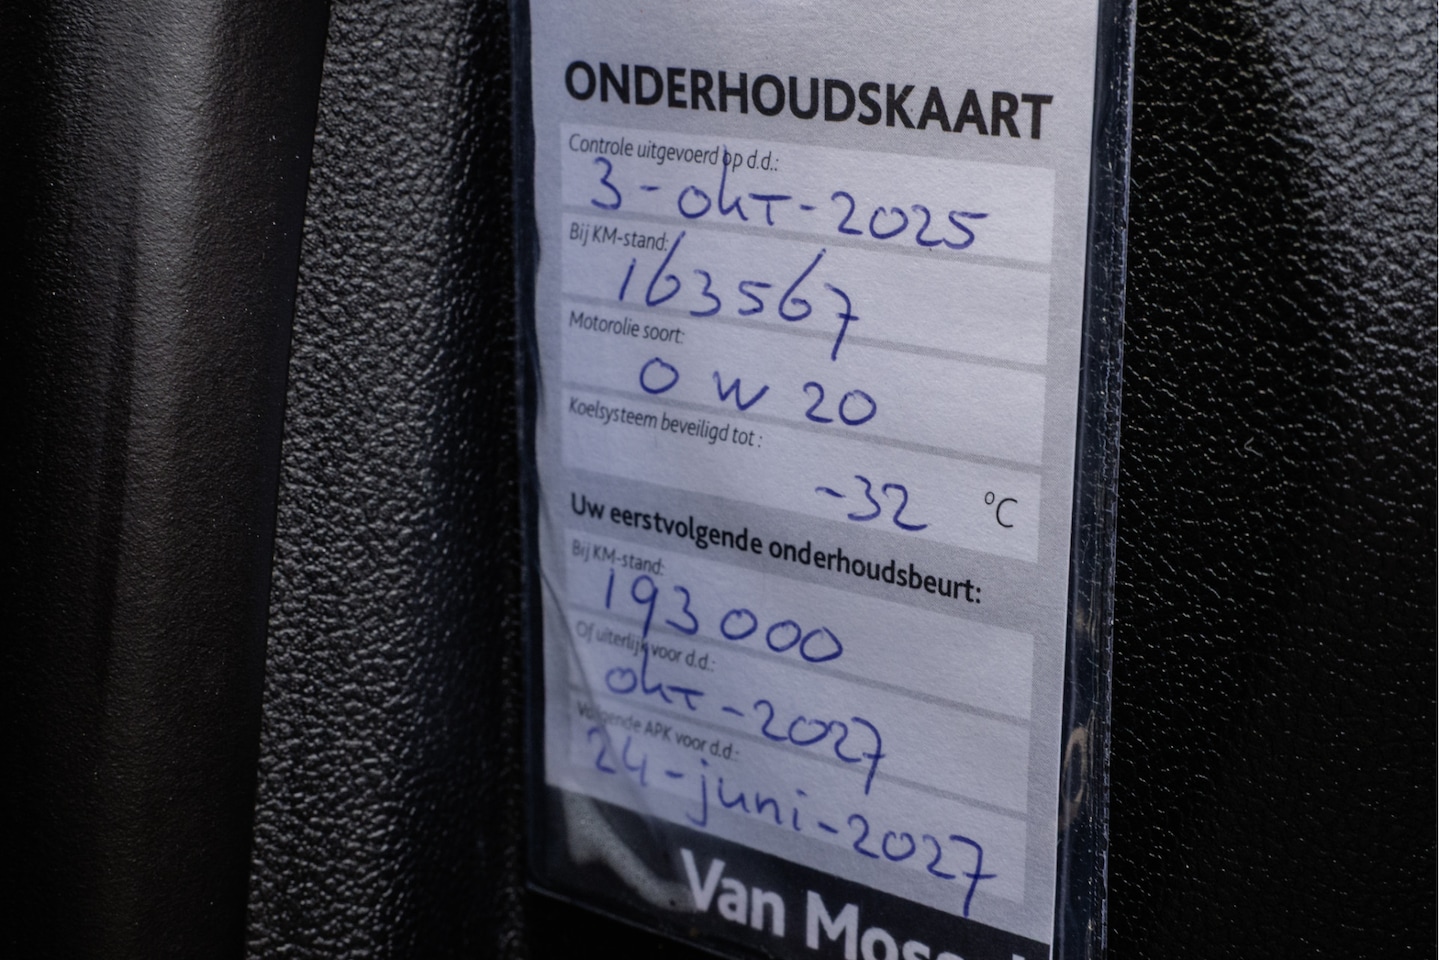 ONDERHOUDSKAART
Controle uitgevoerd op d.d.:
3-okt-2025
Bij KM-stand:
163567
Motorolie soort:
0 W 20
Koelsysteem beveiligd tot :
-32 °C
Uw eerstvolgende onderhoudsbeurt:
Bij KM-stand:
193000
Of uiterlijk voor d.d.:
okt-2027
Volgende APK voor d.d.:
24-juni-2027
Van